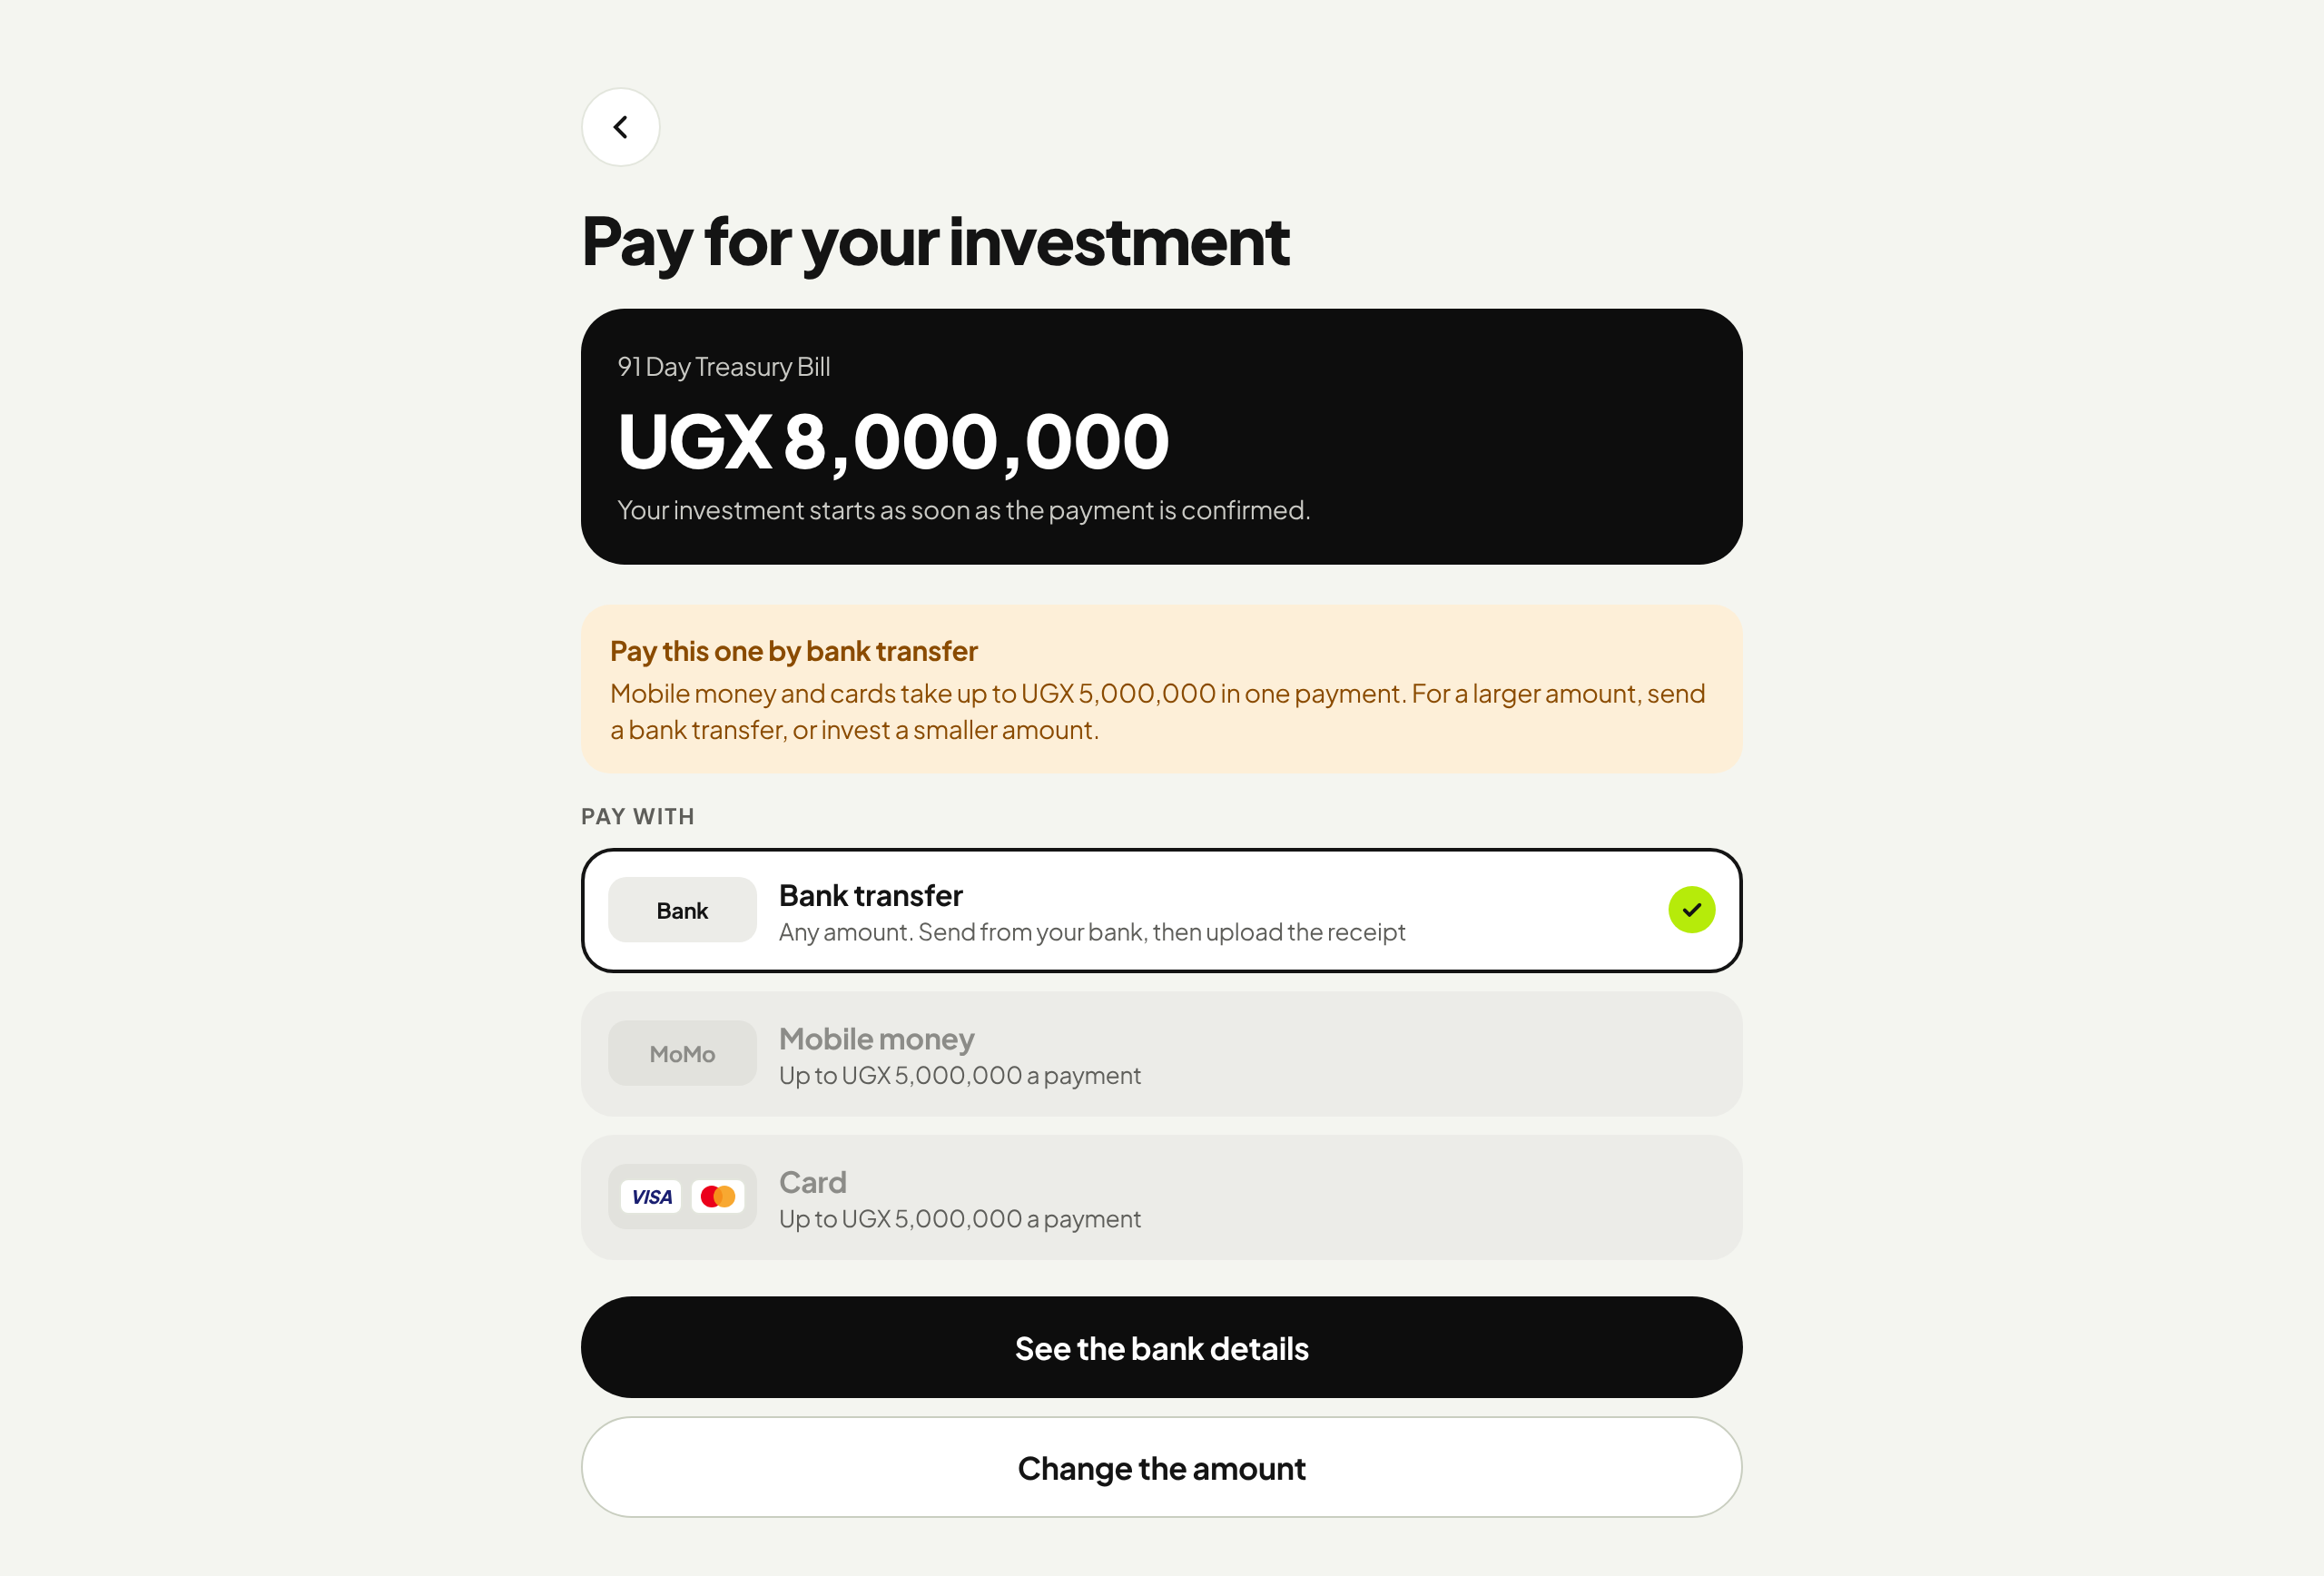 Pay for your investment
91 Day Treasury Bill
UGX 8,000,000
Your investment starts as soon as the payment is confirmed.
Pay this one by bank transfer
Mobile money and cards take up to UGX 5,000,000 in one payment. For a larger amount, send
a bank transfer, or invest a smaller amount.
PAY WITH
Bank
Bank transfer
Any amount. Send from your bank, then upload the receipt
MoMo
Mobile money
Up to UGX 5,000,000 a payment
VISA
Card
Up to UGX 5,000,000 a payment
See the bank details
Change the amount